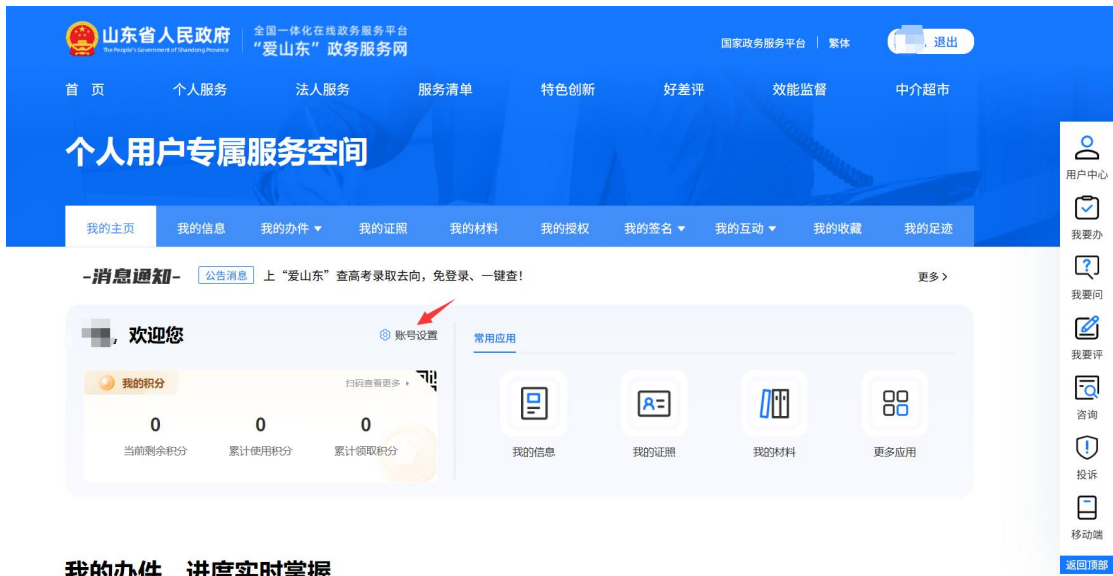 山东省人民政府
The People's Government of Shandong Province
全国一体化在线政务服务平台
“爱山东”政务服务网
国家政务服务平台 | 繁体
, 退出
首 页 个人服务 法人服务 服务清单 特色创新 好差评 效能监督 中介超市
个人用户专属服务空间
我的主页 我的信息 我的办件 我的证照 我的材料 我的授权 我的签名 我的互动 我的收藏 我的足迹
-消息通知- 公告消息 上“爱山东”查高考录取去向，免登录、一键查！ 更多
，欢迎您 账号设置
我的积分 扫码查看更多
0 0 0
当前剩余积分 累计使用积分 累计领取积分
常用应用
我的信息 我的证照 我的材料 更多应用
我的办件，进度实时掌握
用户中心
我要办
我要问
我要评
咨询
投诉
移动端
返回顶部